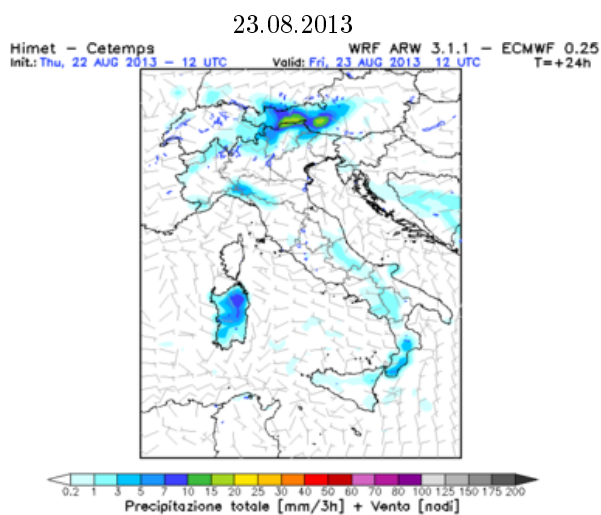 23.08.2013
Himet – Cetemps WRF ARW 3.1.1 – ECMWF 0.25
Init.: Thu, 22 AUG 2013 – 12 UTC Valid: Fri, 23 AUG 2013 12 UTC T=+24h
0.2 1 3 5 7 10 15 20 25 30 40 50 60 70 80 100 125 150 175 200
Precipitazione totale [mm/3h] + Vento [nodi]